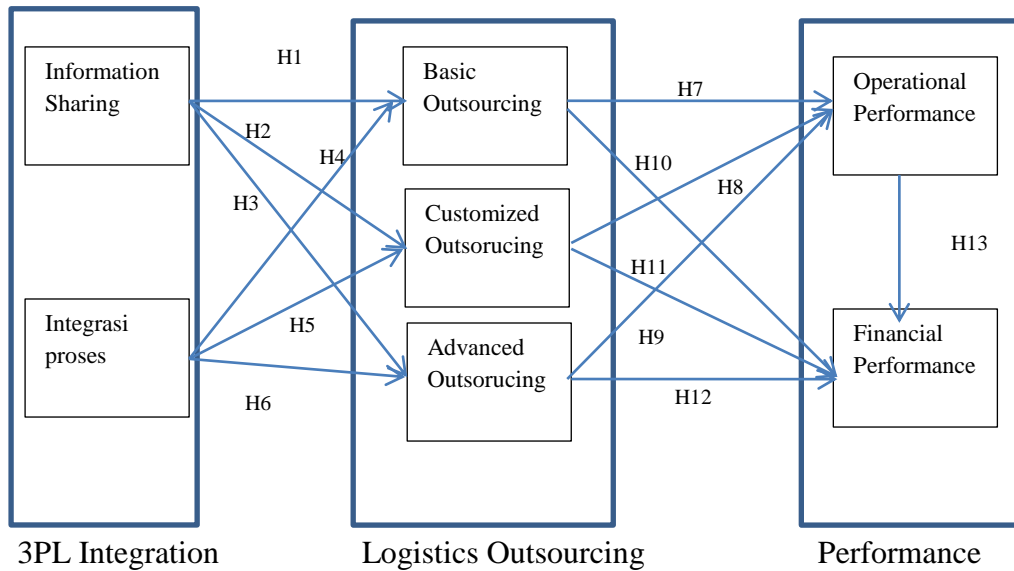 Information
Sharing
Integrasi
proses
H1
H2
H4
H3
H5
H6
Basic
Outsourcing
Customized
Outsorucing
Advanced
Outsorucing
H7
H10
H8
H11
H9
H12
Operational
Performance
H13
Financial
Performance
3PL Integration
Logistics Outsourcing
Performance